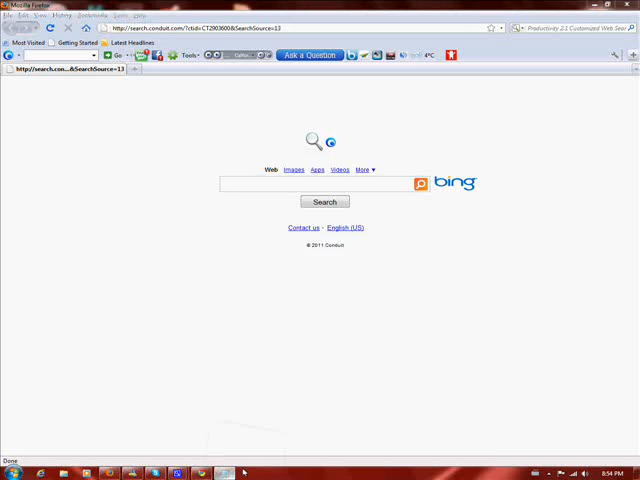 Mozilla Firefox
File Edit View History Bookmarks Tools Help
http://search.conduit.com/?ctid=CT2903600&SearchSource=13
Productivity 2.1 Customized Web Sear
Most Visited Getting Started Latest Headlines
Go Tools Ask a Question 4°C
http://search.con...&SearchSource=13
Web Images Apps Videos More
bing
Search
Contact us - English (US)
© 2011 Conduit
Done
8:54 PM